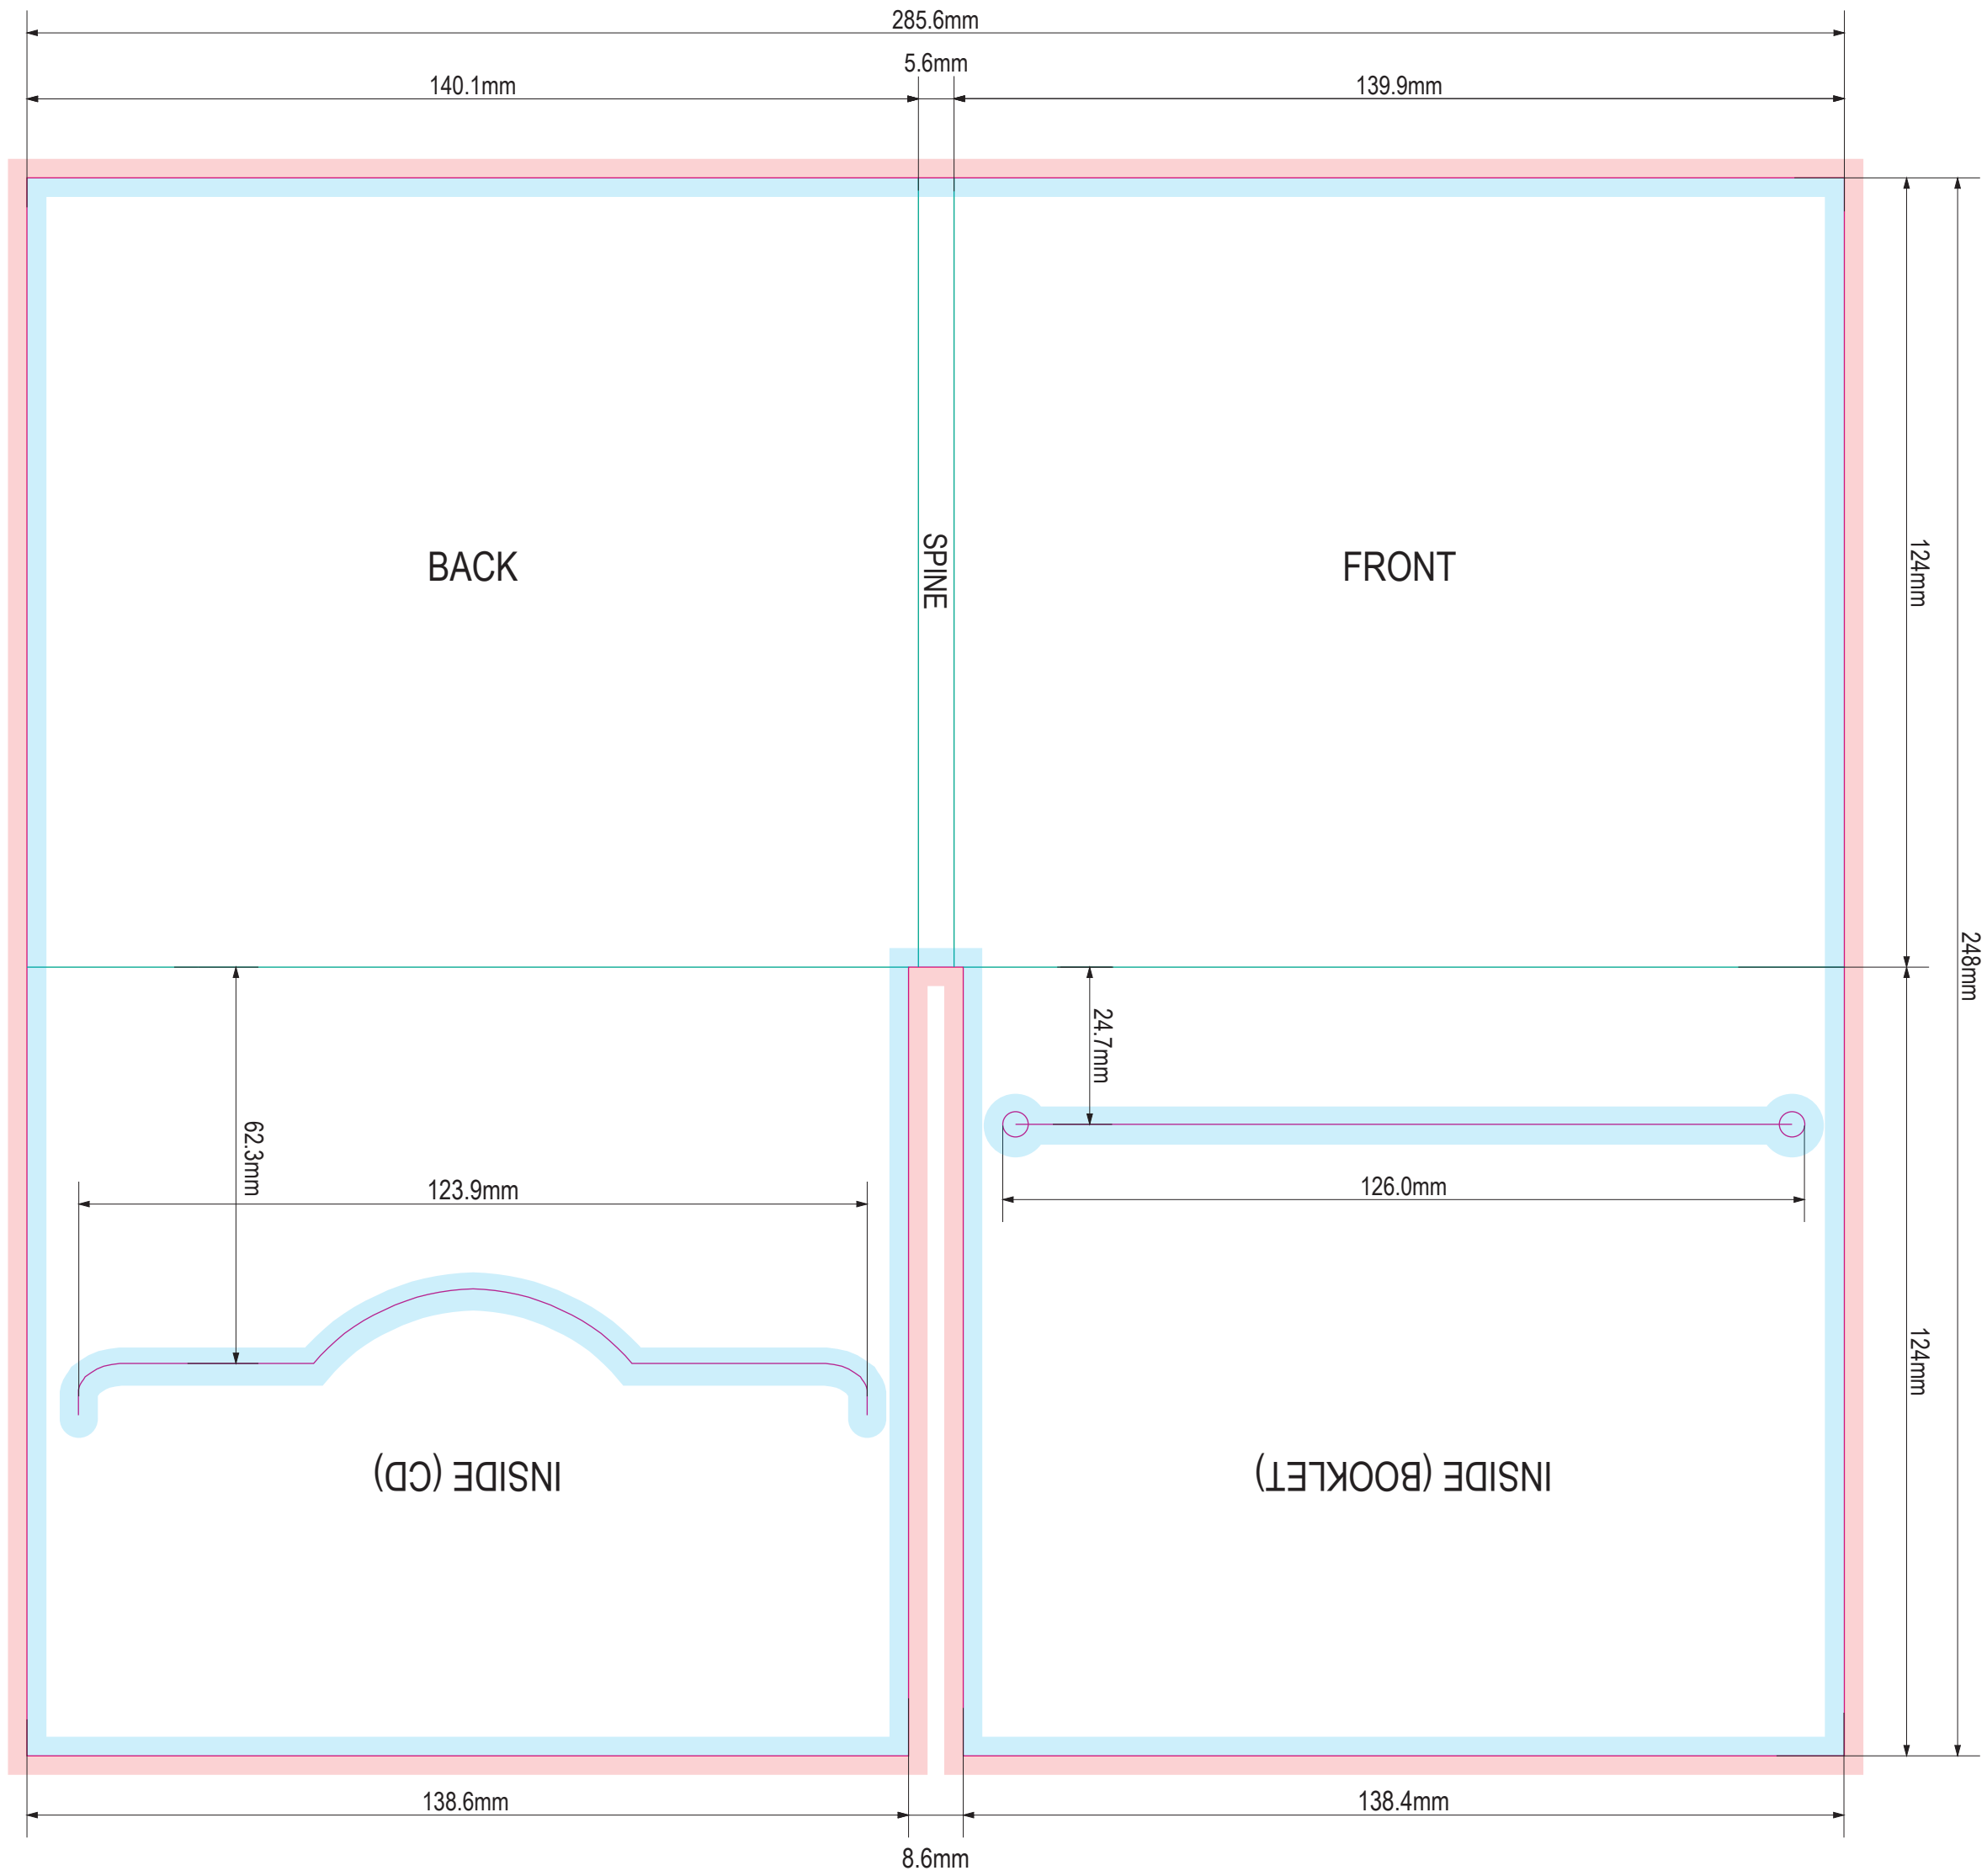 285.6mm
5.6mm
140.1mm
139.9mm
BACK
SPINE
FRONT
124mm
248mm
24.7mm
62.3mm
123.9mm
126.0mm
124mm
INSIDE (CD)
INSIDE (BOOKLET)
138.6mm
138.4mm
8.6mm